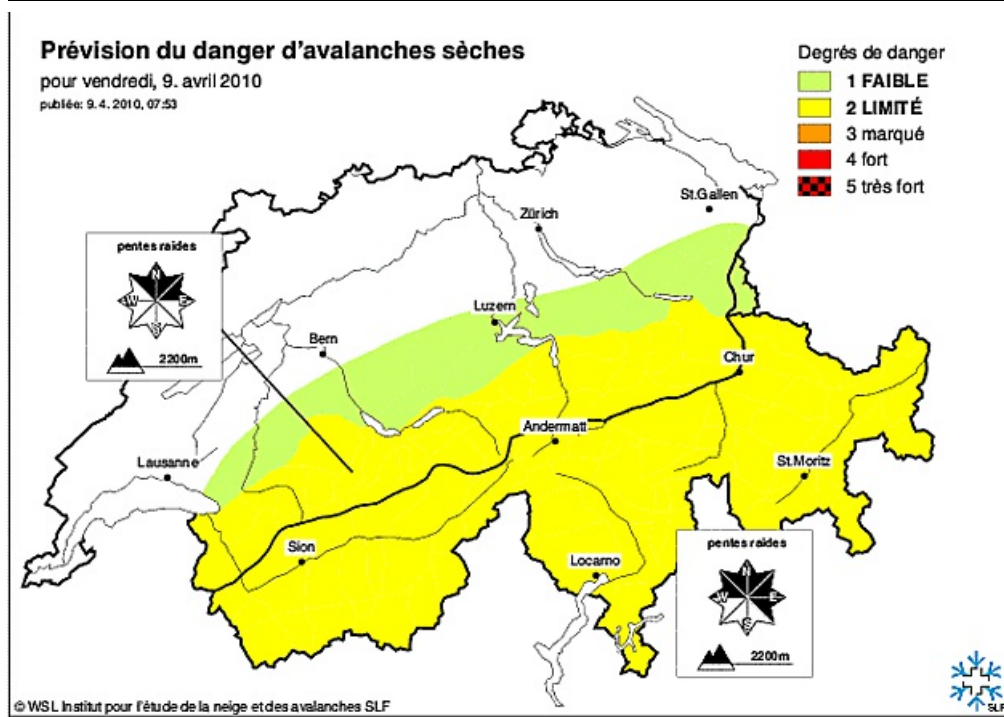 Prévision du danger d'avalanches sèches
pour vendredi, 9. avril 2010
publiée: 9. 4. 2010, 07:53
Degrés de danger
1 FAIBLE
2 LIMITÉ
3 marqué
4 fort
5 très fort
St.Gallen
Zürich
pentes raides
N
W E
S
2200m
Luzern
Bern
Chur
Andermatt
Lausanne
St.Moritz
Sion
Locarno
pentes raides
N
W E
S
2200m
© WSL Institut pour l'étude de la neige et des avalanches SLF
SLF